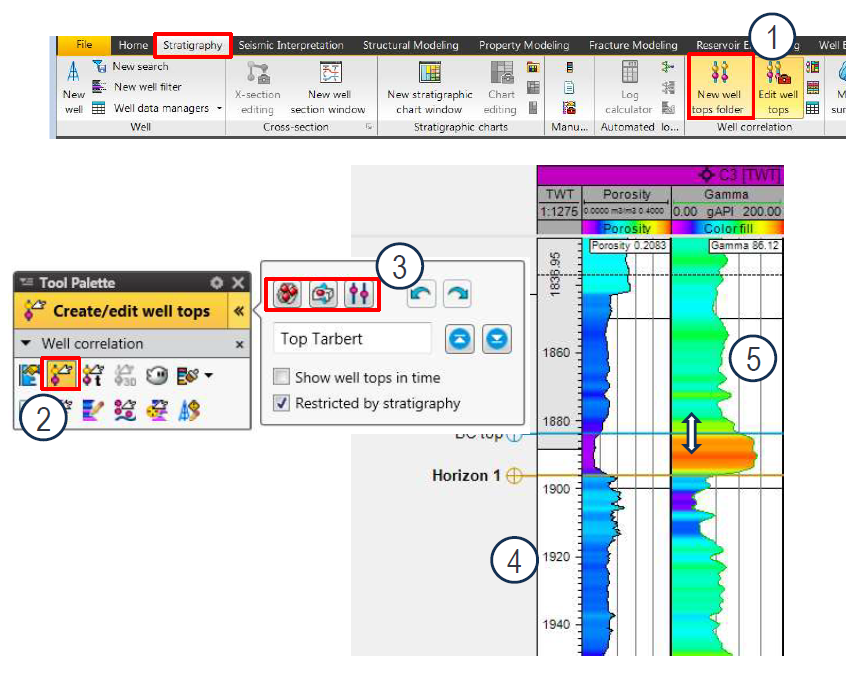 1
File Home Stratigraphy Seismic Interpretation Structural Modeling Property Modeling Fracture Modeling Reservoir Well
New search
New well filter
Well data managers
New well
Well
X-section editing
New well section window
Cross-section
New stratigraphic chart window
Chart editing
Stratigraphic charts
Manu...
Log calculator
Automated lo...
New well tops folder
Edit well tops
Well correlation
C3 [TWT]
TWT Porosity Gamma
1:1275 0.0000 m3/m3 0.4000 0.00 gAPI 200.00
Porosity Color fill
Porosity 0.2083 Gamma 86.12
1836.95
3
Tool Palette
Create/edit well tops
Well correlation
3D
2
Top Tarbert
Show well tops in time
Restricted by stratigraphy
1860
5
1880
top
Horizon 1
1900
4
1920
1940